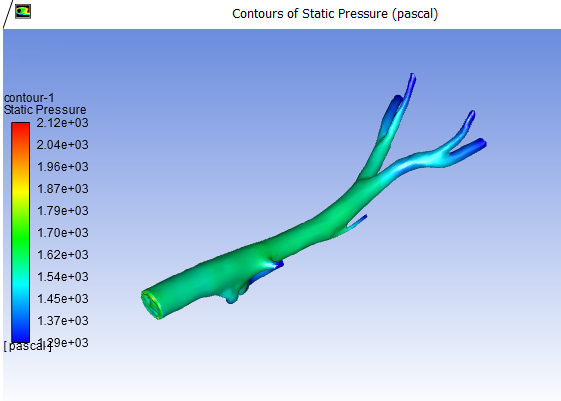 Contours of Static Pressure (pascal)
contour-1
Static Pressure
2.12e+03
2.04e+03
1.96e+03
1.87e+03
1.79e+03
1.70e+03
1.62e+03
1.54e+03
1.45e+03
1.37e+03
1.29e+03
[pascal]